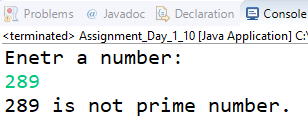 Problems @ Javadoc Declaration Console
<terminated> Assignment_Day_1_10 [Java Application] C:\
Enetr a number:
289
289 is not prime number.